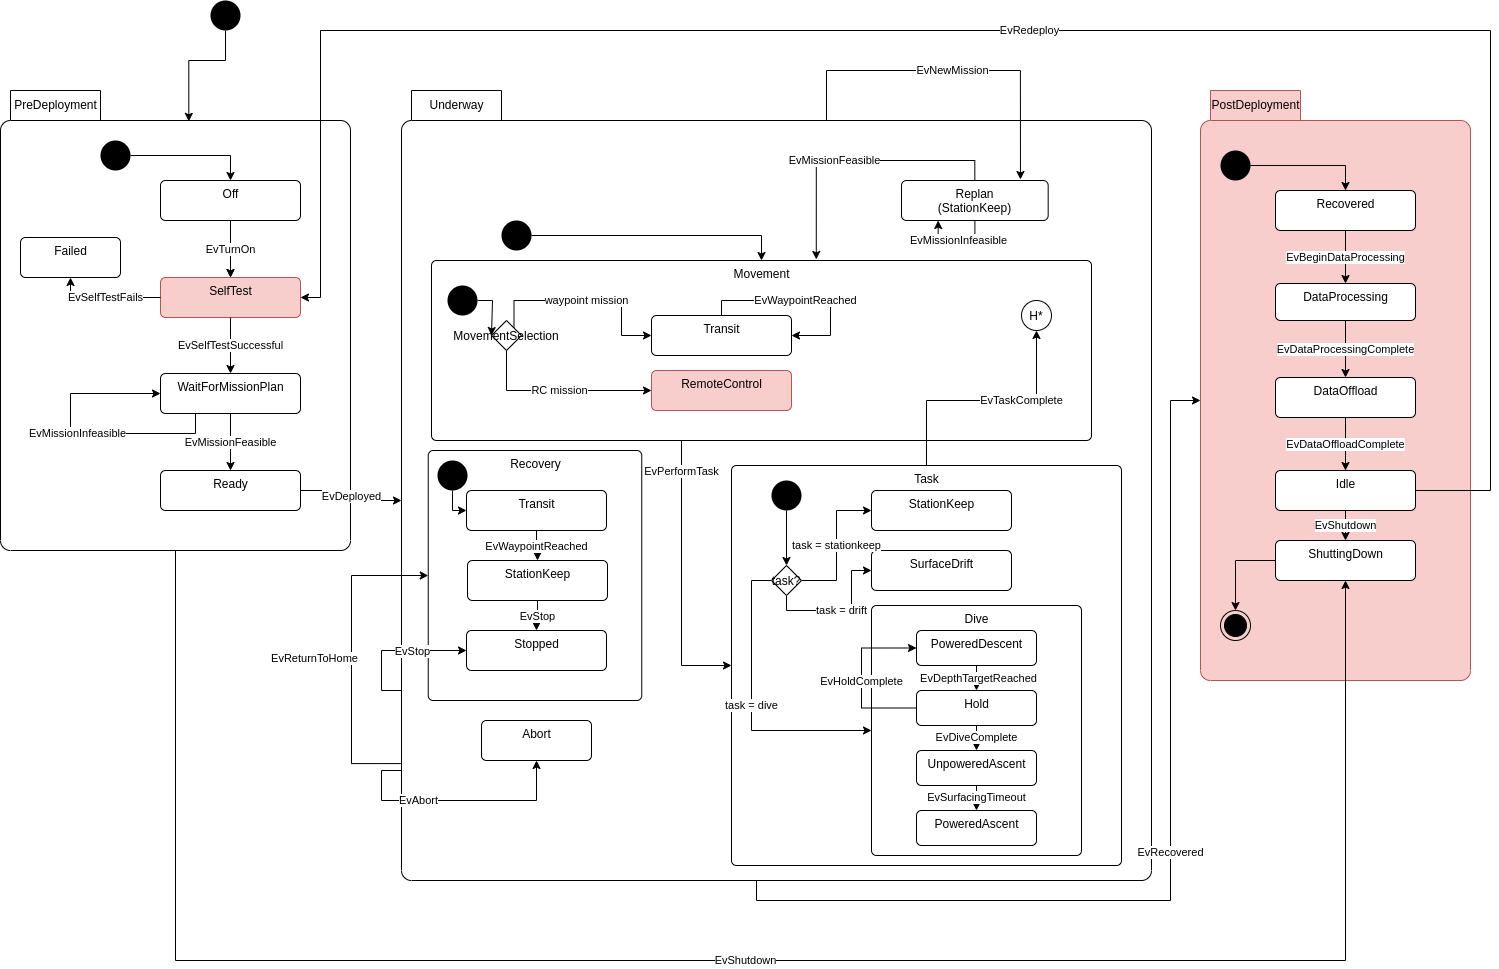 EvRedeploy
EvNewMission
PreDeployment
Underway
PostDeployment
Off
EvTurnOn
Failed
SelfTest
EvSelfTestFails
EvSelfTestSuccessful
WaitForMissionPlan
EvMissionInfeasible
EvMissionFeasible
Ready
EvDeployed
EvMissionFeasible
Replan
(StationKeep)
EvMissionInfeasible
Movement
waypoint mission
EvWaypointReached
MovementSelection
Transit
H*
RC mission
RemoteControl
EvTaskComplete
Recovery
EvPerformTask
Transit
EvWaypointReached
StationKeep
EvStop
EvStop
Stopped
EvReturnToHome
Abort
EvAbort
Task
StationKeep
task = stationkeep
SurfaceDrift
task?
task = drift
Dive
PoweredDescent
EvHoldComplete
EvDepthTargetReached
Hold
task = dive
EvDiveComplete
UnpoweredAscent
EvSurfacingTimeout
PoweredAscent
EvRecovered
Recovered
EvBeginDataProcessing
DataProcessing
EvDataProcessingComplete
DataOffload
EvDataOffloadComplete
Idle
EvShutdown
ShuttingDown
EvShutdown